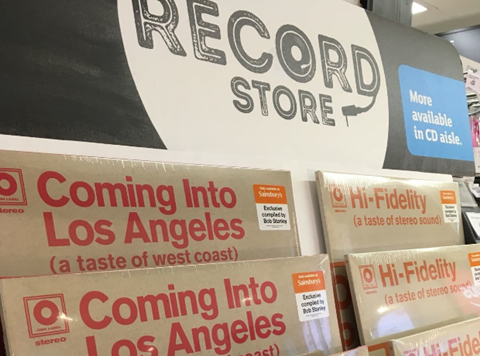 RECORD
STORE
More
available
in CD aisle.
stereo
Coming Into
Los Angeles
(a taste of west coast)
Sainsbury's
Exclusive
compiled by
Bob Stanley
stereo
Hi-Fidelity
(a taste of stereo sound)
stereo
Coming Into
Los Angeles
Sainsbury's
Exclusive
compiled by
Bob Stanley
stereo
Hi-Fidelity
(a taste of stereo sound)